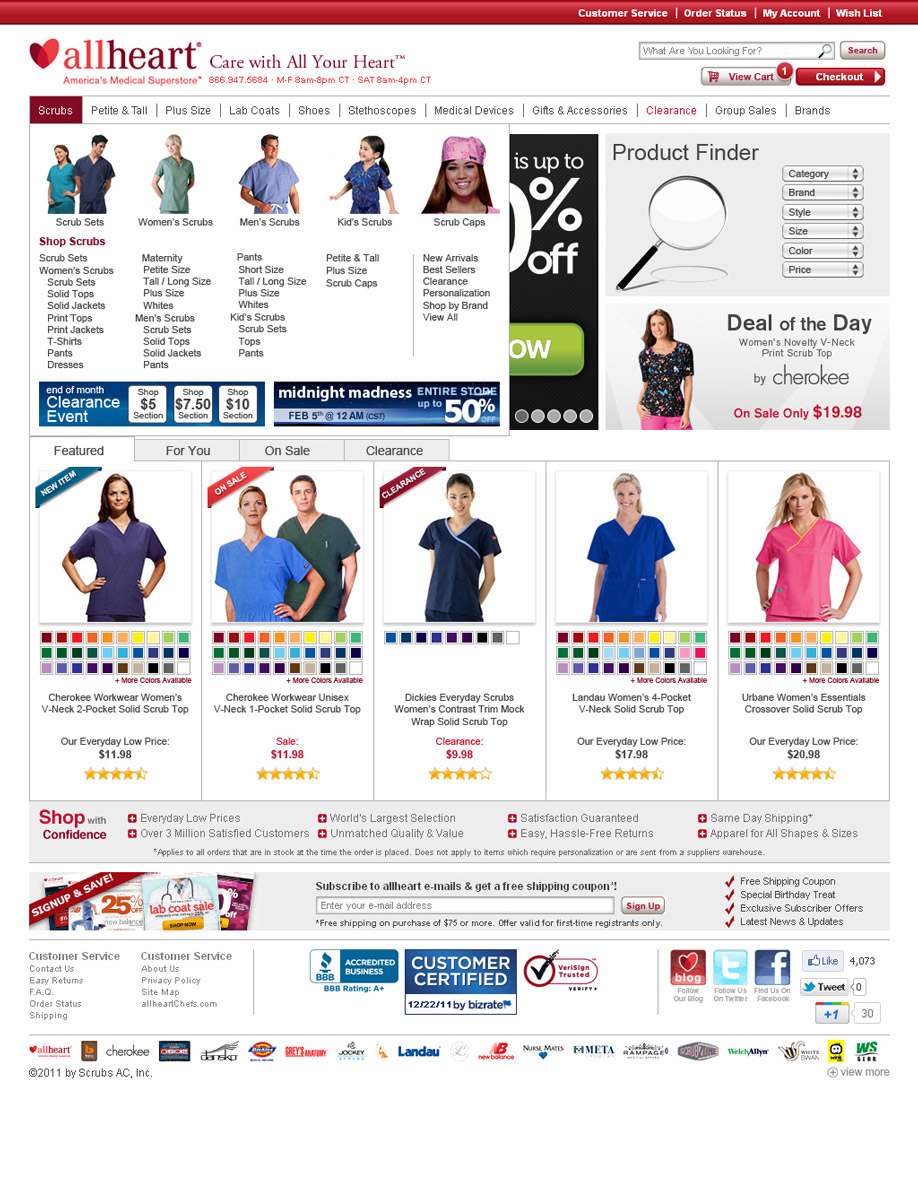 Customer Service | Order Status | My Account | Wish List
allheart®
America's Medical Superstore™
Care with All Your Heart™
866.947.5684 · M-F 8am-8pm CT · SAT 8am-4pm CT
What Are You Looking For?
Search
View Cart 1
Checkout
Scrubs
Petite & Tall | Plus Size | Lab Coats | Shoes | Stethoscopes | Medical Devices | Gifts & Accessories | Clearance | Group Sales | Brands
Scrub Sets
Women's Scrubs
Men's Scrubs
Kid's Scrubs
Scrub Caps
Shop Scrubs
Scrub Sets
Women's Scrubs
Scrub Sets
Solid Tops
Solid Jackets
Print Tops
Print Jackets
T-Shirts
Pants
Dresses
Maternity
Petite Size
Tall / Long Size
Plus Size
Whites
Men's Scrubs
Scrub Sets
Solid Tops
Solid Jackets
Pants
Pants
Short Size
Tall / Long Size
Plus Size
Whites
Kid's Scrubs
Scrub Sets
Tops
Pants
Petite & Tall
Plus Size
Scrub Caps
New Arrivals
Best Sellers
Clearance
Personalization
Shop by Brand
View All
end of month
Clearance
Event
Shop
$5
Section
Shop
$7.50
Section
Shop
$10
Section
midnight madness
FEB 5th @ 12 AM (CST)
ENTIRE STORE
up to 50% OFF
is up to
0%
off
OW
Product Finder
Category
Brand
Style
Size
Color
Price
Deal of the Day
Women's Novelty V-Neck
Print Scrub Top
by cherokee
On Sale Only $19.98
Featured
For You
On Sale
Clearance
NEW ITEM
+ More Colors Available
Cherokee Workwear Women's
V-Neck 2-Pocket Solid Scrub Top
Our Everyday Low Price:
$11.98
ON SALE
+ More Colors Available
Cherokee Workwear Unisex
V-Neck 1-Pocket Solid Scrub Top
Sale:
$11.98
CLEARANCE
Dickies Everyday Scrubs
Women's Contrast Trim Mock
Wrap Solid Scrub Top
Clearance:
$9.98
+ More Colors Available
Landau Women's 4-Pocket
V-Neck Solid Scrub Top
Our Everyday Low Price:
$17.98
+ More Colors Available
Urbane Women's Essentials
Crossover Solid Scrub Top
Our Everyday Low Price:
$20.98
Shop with
Confidence
Everyday Low Prices
Over 3 Million Satisfied Customers
World's Largest Selection
Unmatched Quality & Value
Satisfaction Guaranteed
Easy, Hassle-Free Returns
Same Day Shipping*
Apparel for All Shapes & Sizes
*Applies to all orders that are in stock at the time the order is placed. Does not apply to items which require personalization or are sent from a suppliers warehouse.
SIGNUP & SAVE!
25% OFF
new balance
lab coat sale
SHOP NOW
0%
Subscribe to allheart e-mails & get a free shipping coupon*!
Enter your e-mail address
Sign Up
*Free shipping on purchase of $75 or more. Offer valid for first-time registrants only.
Free Shipping Coupon
Special Birthday Treat
Exclusive Subscriber Offers
Latest News & Updates
Customer Service
Contact Us
Easy Returns
F.A.Q.
Order Status
Shipping
Customer Service
About Us
Privacy Policy
Site Map
allheartChefs.com
BBB
ACCREDITED
BUSINESS
BBB Rating: A+
CUSTOMER
CERTIFIED
12/22/11 by bizrate
VeriSign
Trusted
VERIFY
blog
Follow
Our Blog
Follow Us
On Twitter
Find Us On
Facebook
Like 4,073
Tweet 0
+1 30
allheart cherokee CHEROKEE dansko Dickies GREY'S ANATOMY JOCKEY Landau new balance NURSE MATES META RAMPAGE WelchAllyn WHITE SWAN wink WS GEAR
©2011 by Scrubs AC, Inc.
view more